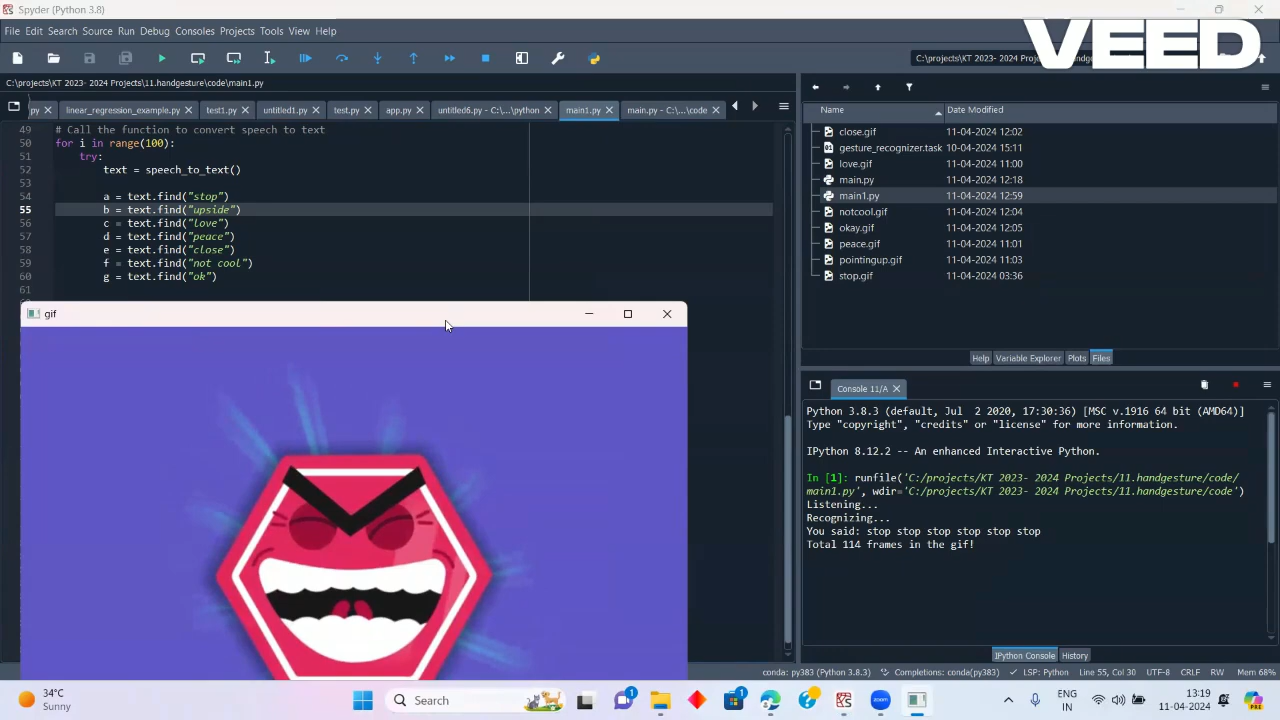 Spyder (Python 3.8)
File Edit Search Source Run Debug Consoles Projects Tools View Help
VEED
C:\projects\KT 2023- 2024 Projects\11.handgesture\code\main1.py
py linear_regression_example.py test1.py untitled1.py test.py app.py untitled6.py - C:\...\python main1.py main.py - C:\...\code
49 # Call the function to convert speech to text
50 for i in range(100):
51 try:
52 text = speech_to_text()
53
54 a = text.find("stop")
55 b = text.find("upside")
56 c = text.find("love")
57 d = text.find("peace")
58 e = text.find("close")
59 f = text.find("not cool")
60 g = text.find("ok")
61
gif
C:\projects\KT 2023- 2024 Projects\11.
Name Date Modified
close.gif 11-04-2024 12:02
gesture_recognizer.task 10-04-2024 15:11
love.gif 11-04-2024 11:00
main.py 11-04-2024 12:18
main1.py 11-04-2024 12:59
notcool.gif 11-04-2024 12:04
okay.gif 11-04-2024 12:05
peace.gif 11-04-2024 11:01
pointingup.gif 11-04-2024 11:03
stop.gif 11-04-2024 03:36
Help Variable Explorer Plots Files
Console 11/A
Python 3.8.3 (default, Jul 2 2020, 17:30:36) [MSC v.1916 64 bit (AMD64)]
Type "copyright", "credits" or "license" for more information.
IPython 8.12.2 -- An enhanced Interactive Python.
In [1]: runfile('C:/projects/KT 2023- 2024 Projects/11.handgesture/code/
main1.py', wdir='C:/projects/KT 2023- 2024 Projects/11.handgesture/code')
Listening...
Recognizing...
You said: stop stop stop stop stop stop
Total 114 frames in the gif!
IPython Console History
conda: py383 (Python 3.8.3) Completions: conda(py383) LSP: Python Line 55, Col 30 UTF-8 CRLF RW Mem 68%
34°C
Sunny
Search
1
1
ENG
IN
13:19
11-04-2024